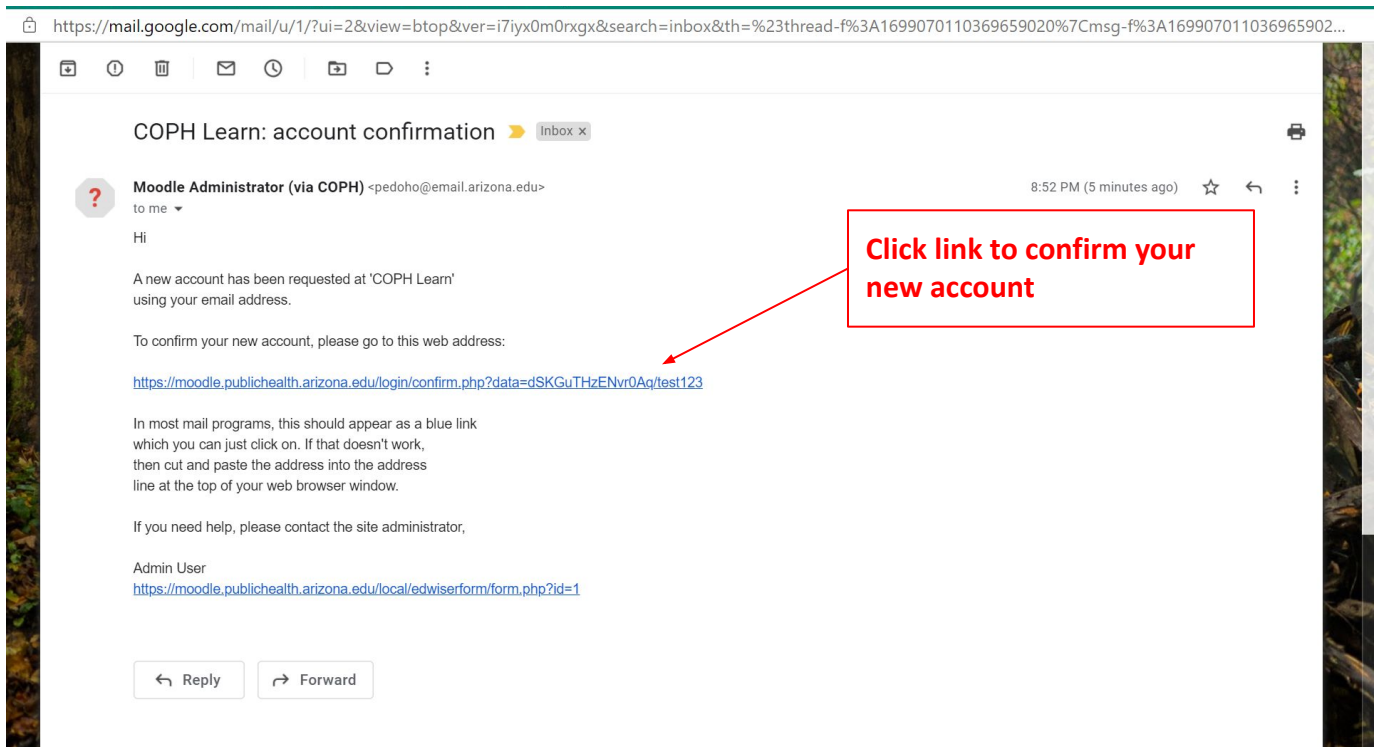 https://mail.google.com/mail/u/1/?ui=2&view=btop&ver=i7iyx0m0rxgx&search=inbox&th=%23thread-f%3A1699070110369659020%7Cmsg-f%3A169907011036965902...
COPH Learn: account confirmation Inbox x
Moodle Administrator (via COPH) <pedoho@email.arizona.edu> 8:52 PM (5 minutes ago)
?
to me
Hi
Click link to confirm your
new account
A new account has been requested at 'COPH Learn'
using your email address.
To confirm your new account, please go to this web address:
https://moodle.publichealth.arizona.edu/login/confirm.php?data=dSKGuTHzENvr0Aq/test123
In most mail programs, this should appear as a blue link
which you can just click on. If that doesn't work,
then cut and paste the address into the address
line at the top of your web browser window.
If you need help, please contact the site administrator,
Admin User
https://moodle.publichealth.arizona.edu/local/edwiserform/form.php?id=1
Reply Forward